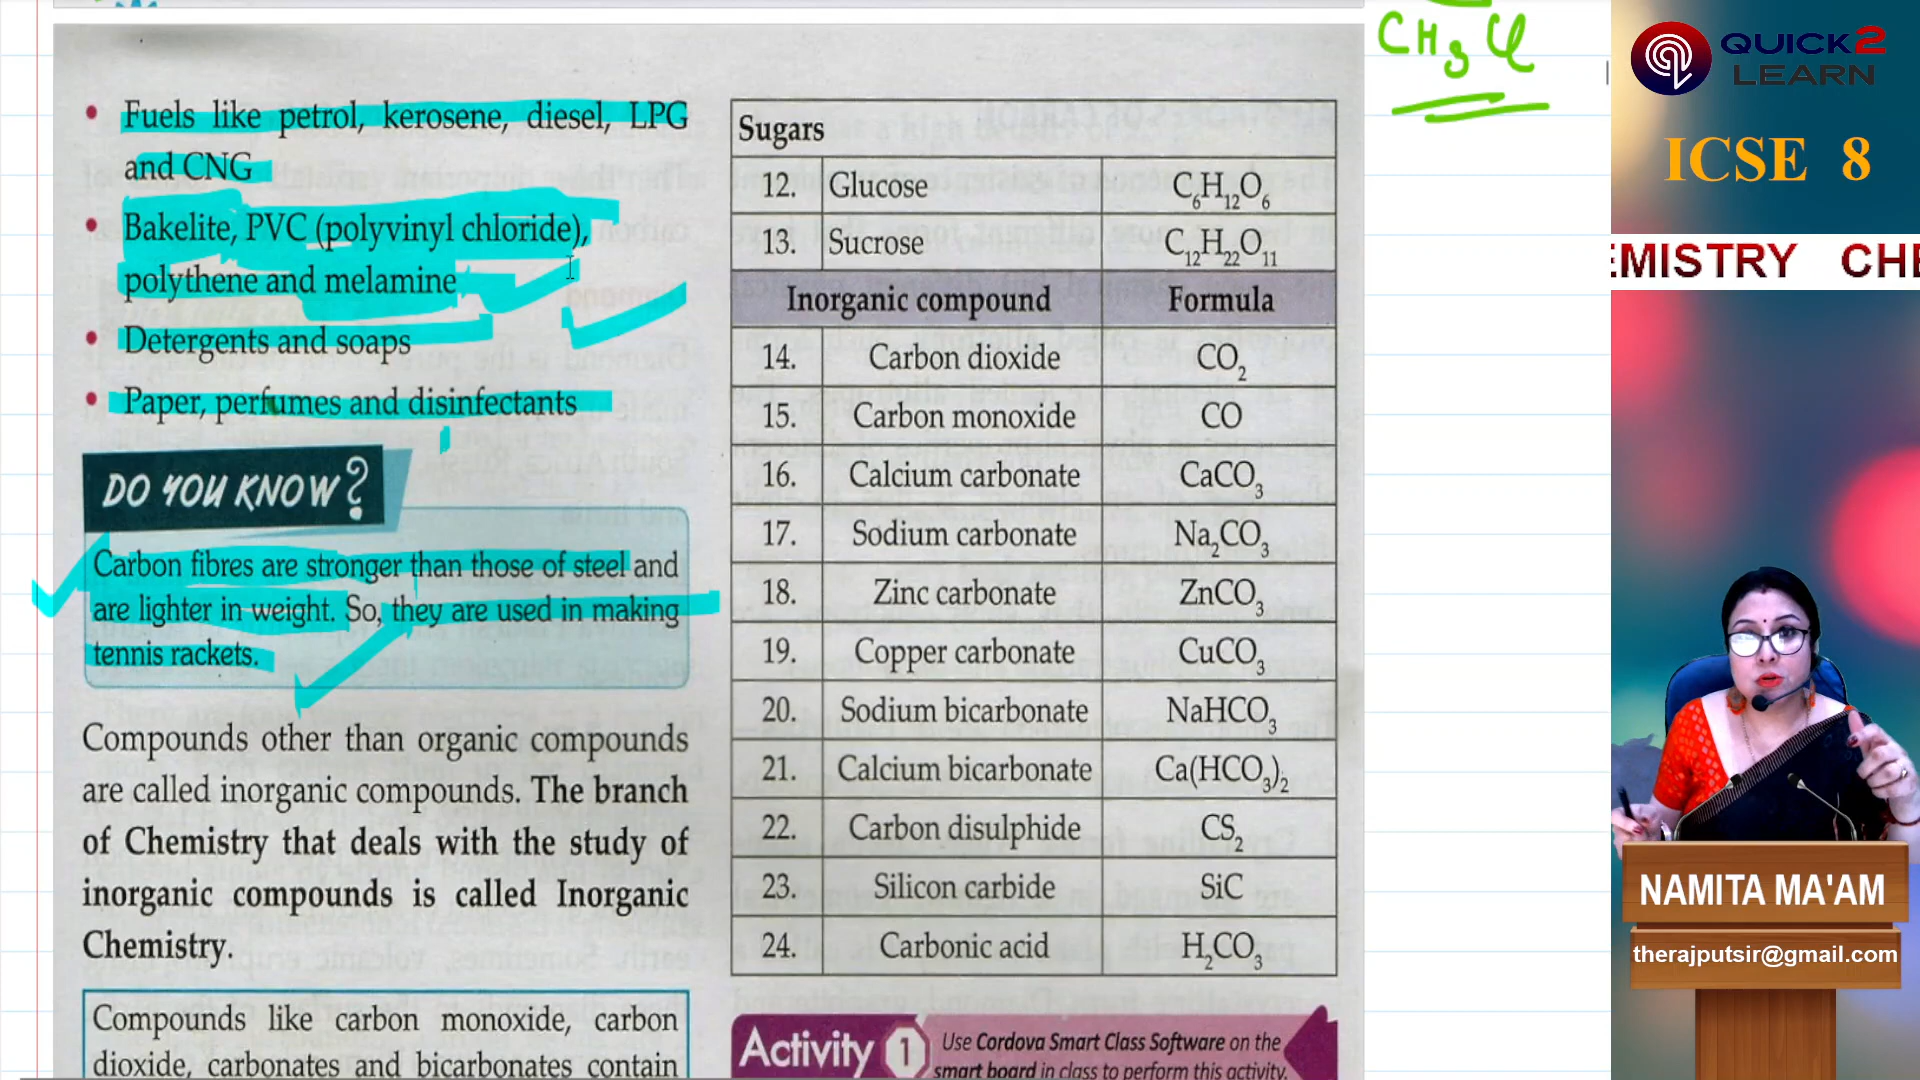 • Fuels like petrol, kerosene, diesel, LPG
and CNG
• Bakelite, PVC (polyvinyl chloride),
polythene and melamine
• Detergents and soaps
• Paper, perfumes and disinfectants
DO YOU KNOW?
Carbon fibres are stronger than those of steel and
are lighter in weight. So, they are used in making
tennis rackets.
Compounds other than organic compounds
are called inorganic compounds. The branch
of Chemistry that deals with the study of
inorganic compounds is called Inorganic
Chemistry.
Compounds like carbon monoxide, carbon
dioxide, carbonates and bicarbonates contain
Sugars
12. Glucose C₆H₁₂O₆
13. Sucrose C₁₂H₂₂O₁₁
Inorganic compound Formula
14. Carbon dioxide CO₂
15. Carbon monoxide CO
16. Calcium carbonate CaCO₃
17. Sodium carbonate Na₂CO₃
18. Zinc carbonate ZnCO₃
19. Copper carbonate CuCO₃
20. Sodium bicarbonate NaHCO₃
21. Calcium bicarbonate Ca(HCO₃)₂
22. Carbon disulphide CS₂
23. Silicon carbide SiC
24. Carbonic acid H₂CO₃
Activity 1 Use Cordova Smart Class Software on the
smart board in class to perform this activity.
CH₃Cl
QUICK2
LEARN
ICSE 8
EMISTRY CHE
NAMITA MA'AM
therajputsir@gmail.com